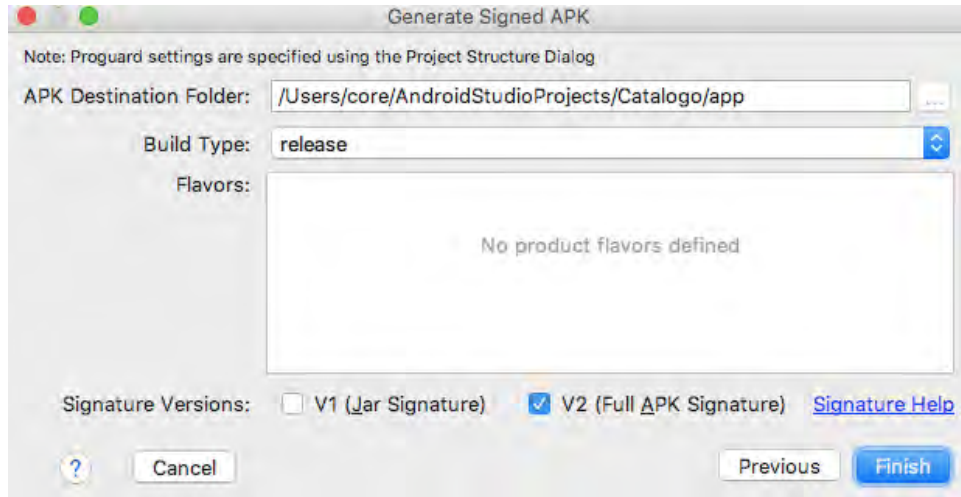 Generate Signed APK
Note: Proguard settings are specified using the Project Structure Dialog
APK Destination Folder: /Users/core/AndroidStudioProjects/Catalogo/app ...
Build Type: release
Flavors:
No product flavors defined
Signature Versions: V1 (Jar Signature) V2 (Full APK Signature) Signature Help
? Cancel Previous Finish